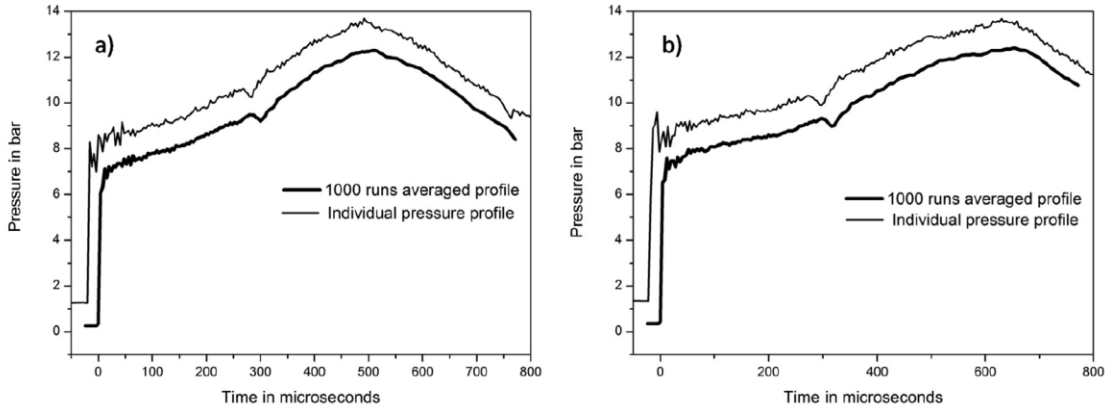 a)
14
12
10
8
6
4
2
0
Pressure in bar
1000 runs averaged profile
Individual pressure profile
0 100 200 300 400 500 600 700 800
Time in microseconds
b)
14
12
10
8
6
4
2
0
Pressure in bar
1000 runs averaged profile
Individual pressure profile
0 200 400 600 800
Time in microseconds